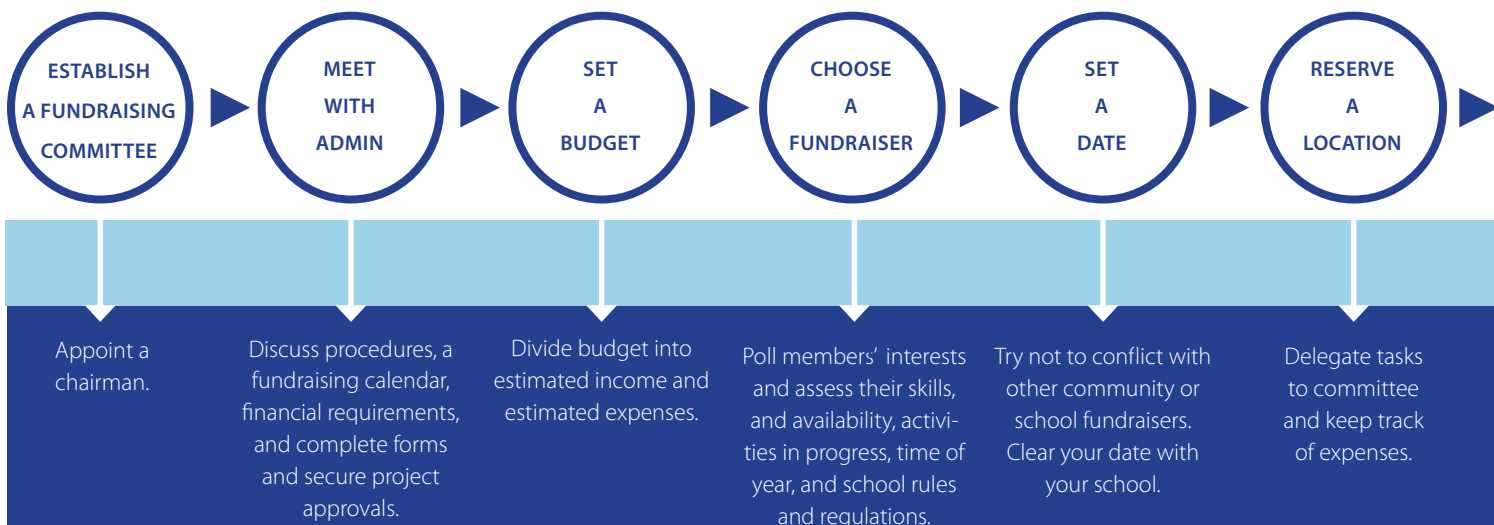 ESTABLISH
A FUNDRAISING
COMMITTEE
MEET
WITH
ADMIN
SET
A
BUDGET
CHOOSE
A
FUNDRAISER
SET
A
DATE
RESERVE
A
LOCATION
Appoint a
chairman.
Discuss procedures, a
fundraising calendar,
financial requirements,
and complete forms
and secure project
approvals.
Divide budget into
estimated income and
estimated expenses.
Poll members’ interests
and assess their skills,
and availability, activi-
ties in progress, time of
year, and school rules
and regulations.
Try not to conflict with
other community or
school fundraisers.
Clear your date with
your school.
Delegate tasks
to committee
and keep track
of expenses.